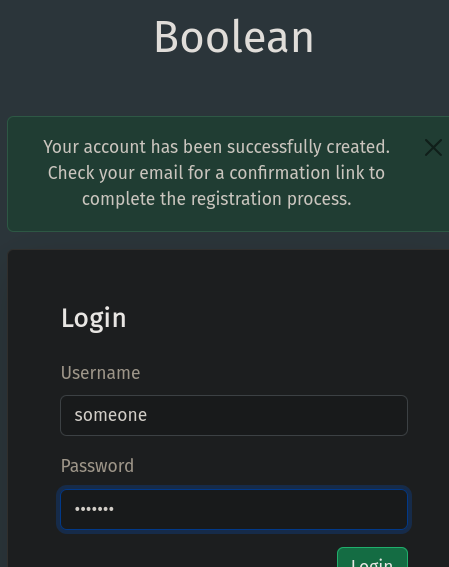 Boolean
Your account has been successfully created.
Check your email for a confirmation link to
complete the registration process.
Login
Username
someone
Password
•••••••
Login